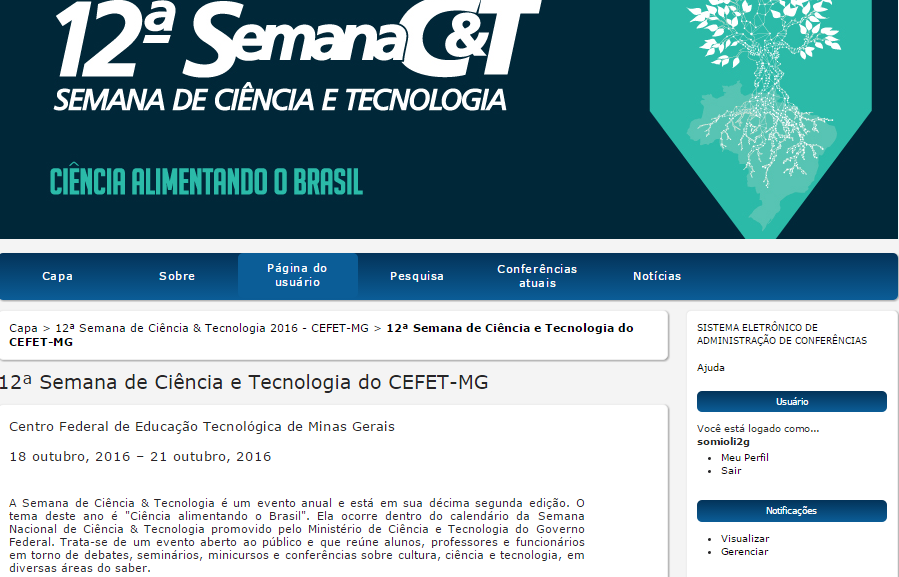 12ª SemanaC&T
SEMANA DE CIÊNCIA E TECNOLOGIA
CIÊNCIA ALIMENTANDO O BRASIL
Capa
Sobre
Página do
usuário
Pesquisa
Conferências
atuais
Notícias
Capa > 12ª Semana de Ciência & Tecnologia 2016 - CEFET-MG > 12ª Semana de Ciência e Tecnologia do
CEFET-MG
12ª Semana de Ciência e Tecnologia do CEFET-MG
Centro Federal de Educação Tecnológica de Minas Gerais
18 outubro, 2016 – 21 outubro, 2016
A Semana de Ciência & Tecnologia é um evento anual e está em sua décima segunda edição. O
tema deste ano é "Ciência alimentando o Brasil". Ela ocorre dentro do calendário da Semana
Nacional de Ciência & Tecnologia promovido pelo Ministério de Ciência e Tecnologia do Governo
Federal. Trata-se de um evento aberto ao público e que reúne alunos, professores e funcionários
em torno de debates, seminários, minicursos e conferências sobre cultura, ciência e tecnologia, em
diversas áreas do saber.
SISTEMA ELETRÔNICO DE
ADMINISTRAÇÃO DE CONFERÊNCIAS
Ajuda
Usuário
Você está logado como...
somioli2g
Meu Perfil
Sair
Notificações
Visualizar
Gerenciar